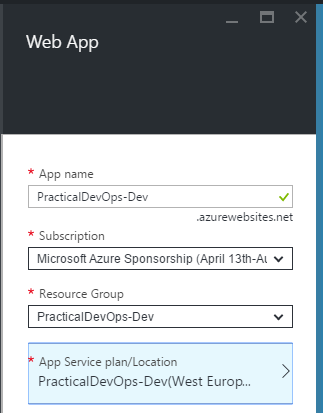 Web App
* App name
PracticalDevOps-Dev
.azurewebsites.net
* Subscription
Microsoft Azure Sponsorship (April 13th-Au
* Resource Group
PracticalDevOps-Dev
* App Service plan/Location
PracticalDevOps-Dev(West Europ...